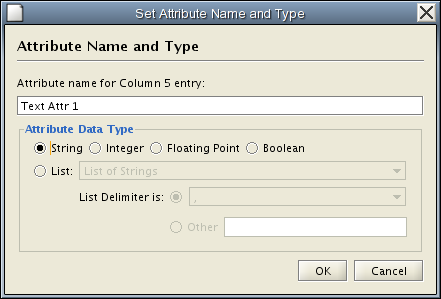 Set Attribute Name and Type
Attribute Name and Type
Attribute name for Column 5 entry:
Text Attr 1
Attribute Data Type
String Integer Floating Point Boolean
List: List of Strings
List Delimiter is: ,
Other
OK Cancel